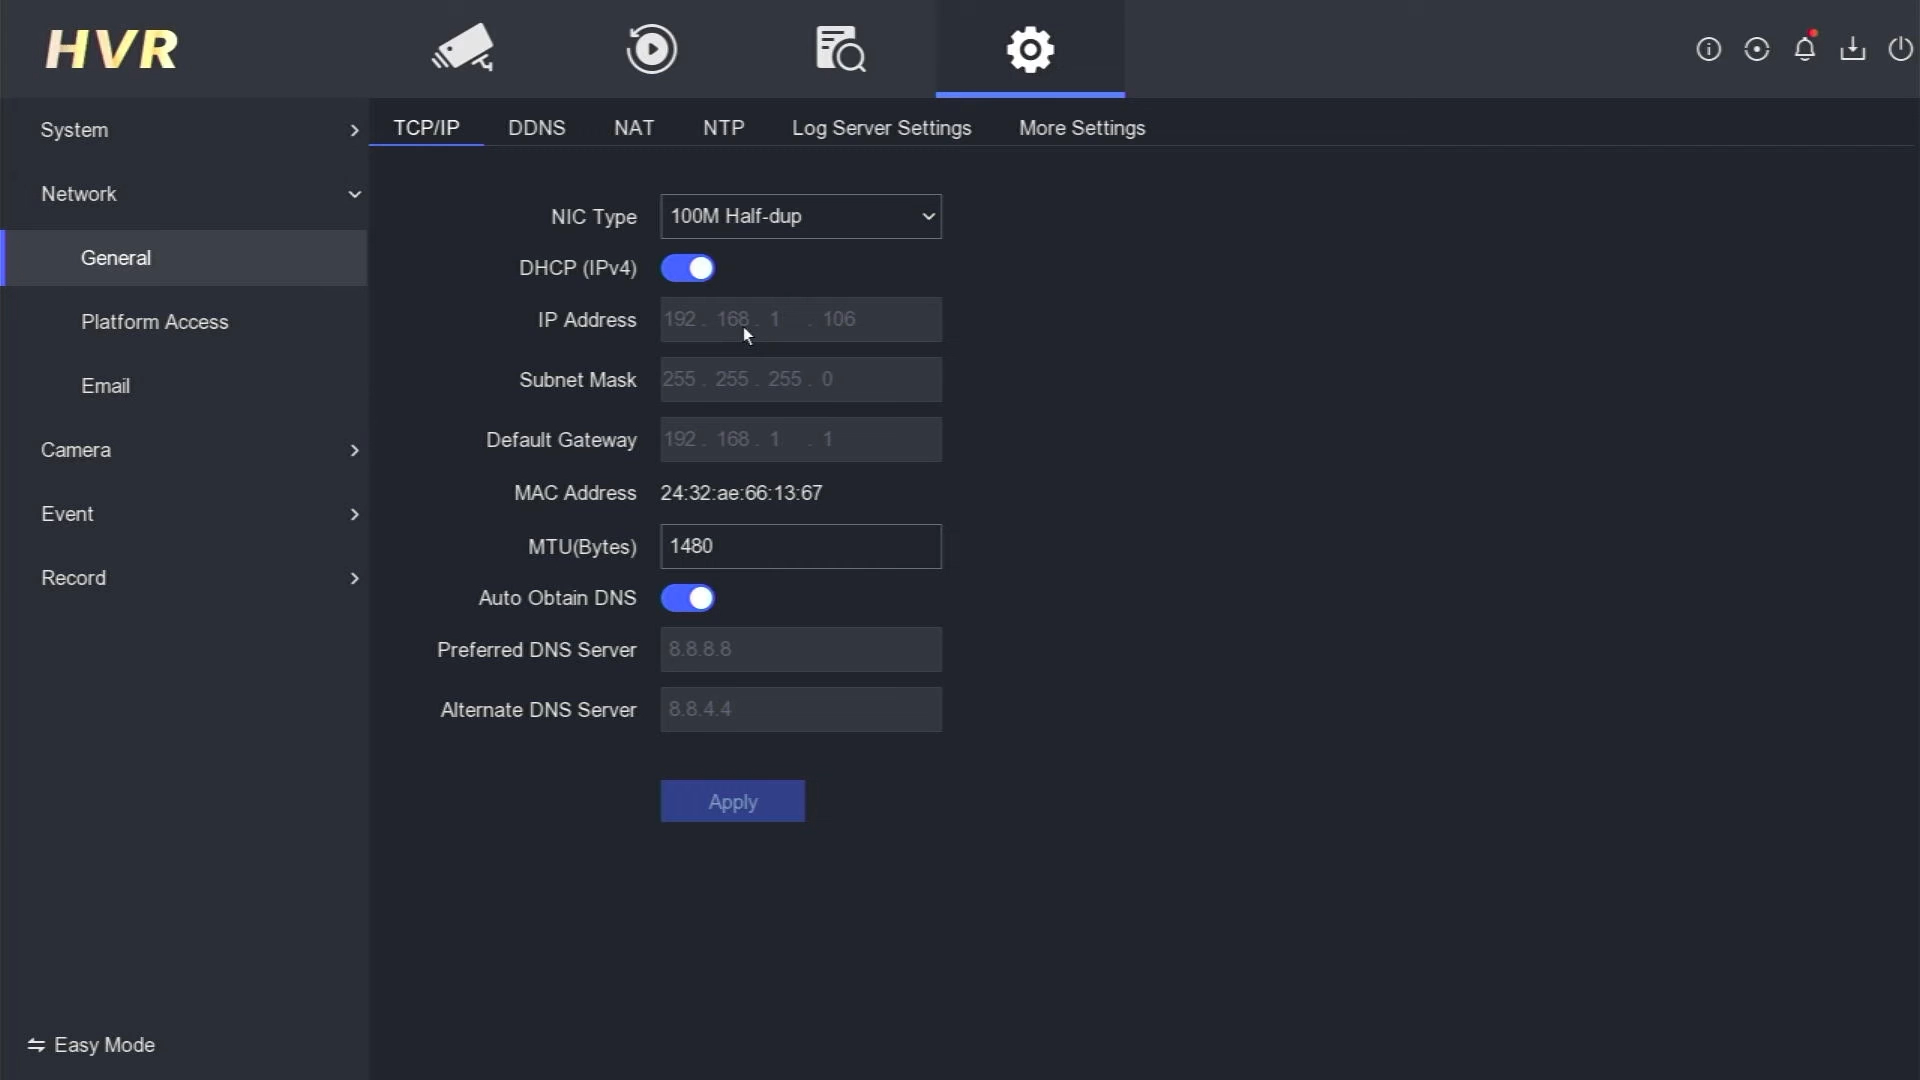 HVR
System
Network
General
Platform Access
Email
Camera
Event
Record
Easy Mode
TCP/IP DDNS NAT NTP Log Server Settings More Settings
NIC Type 100M Half-dup
DHCP (IPv4)
IP Address 192 . 168 . 1 . 106
Subnet Mask 255 . 255 . 255 . 0
Default Gateway 192 . 168 . 1 . 1
MAC Address 24:32:ae:66:13:67
MTU(Bytes) 1480
Auto Obtain DNS
Preferred DNS Server 8.8.8.8
Alternate DNS Server 8.8.4.4
Apply